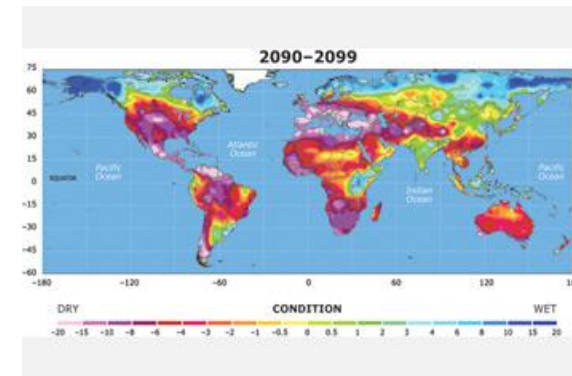 2090–2099
75
60
45
30
15
0
−15
−30
−45
−60
Pacific
Ocean
Atlantic
Ocean
EQUATOR
Indian
Ocean
Pacific
Ocean
−180 −120 −60 0 60 120
DRY CONDITION WET
−20 −15 −10 −8 −6 −4 −3 −2 −1 −0.5 0 0.5 1 2 3 4 6 8 10 15 20